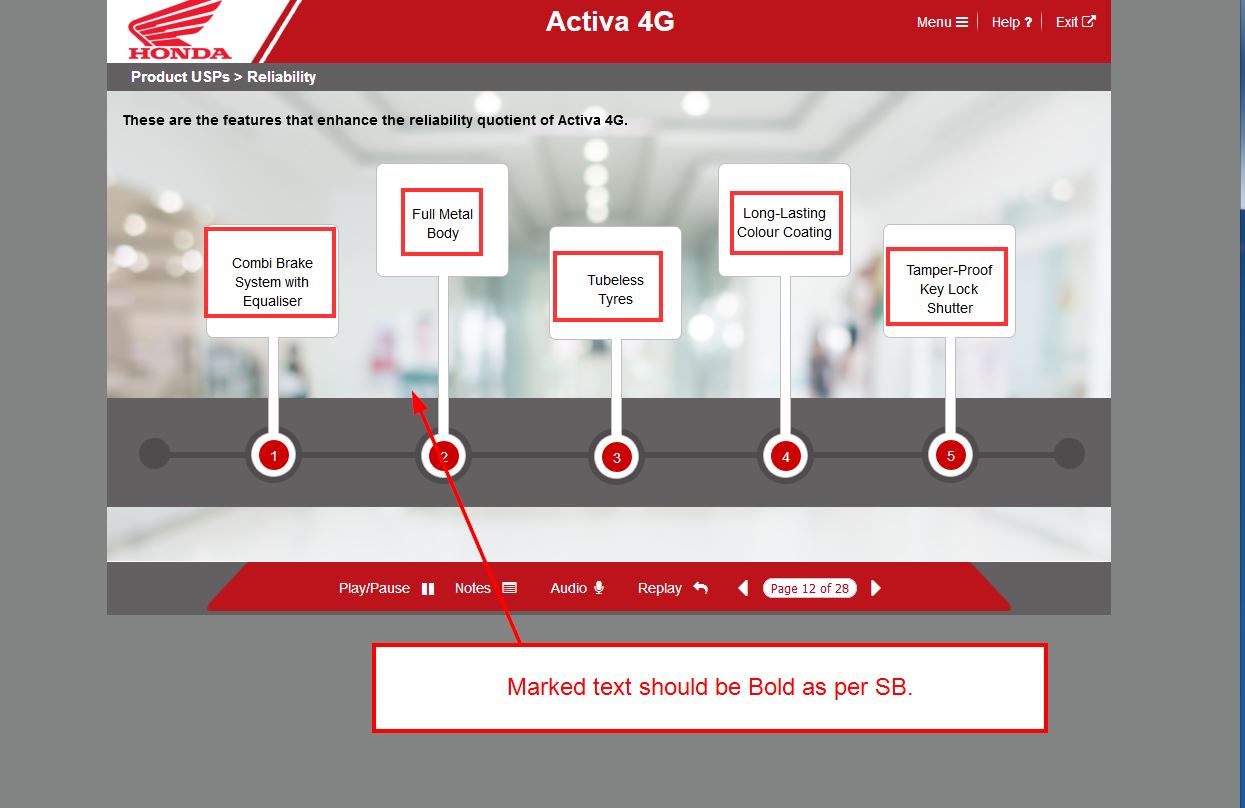 HONDA
Activa 4G
Menu
Help ?
Exit
Product USPs > Reliability
These are the features that enhance the reliability quotient of Activa 4G.
Combi Brake
System with
Equaliser
Full Metal
Body
Tubeless
Tyres
Long-Lasting
Colour Coating
Tamper-Proof
Key Lock
Shutter
1
2
3
4
5
Play/Pause
Notes
Audio
Replay
Page 12 of 28
Marked text should be Bold as per SB.